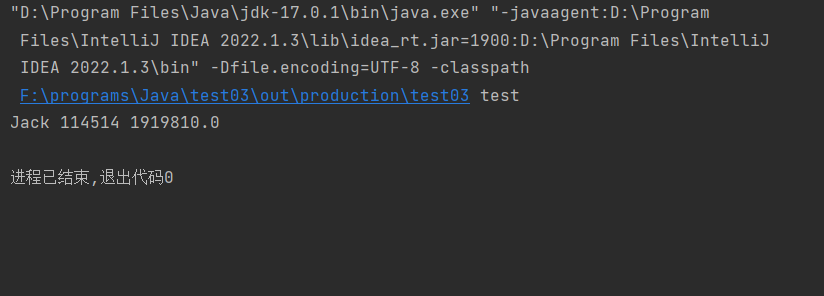 "D:\Program Files\Java\jdk-17.0.1\bin\java.exe" "-javaagent:D:\Program
Files\IntelliJ IDEA 2022.1.3\lib\idea_rt.jar=1900:D:\Program Files\IntelliJ
IDEA 2022.1.3\bin" -Dfile.encoding=UTF-8 -classpath
F:\programs\Java\test03\out\production\test03 test
Jack 114514 1919810.0
进程已结束,退出代码0